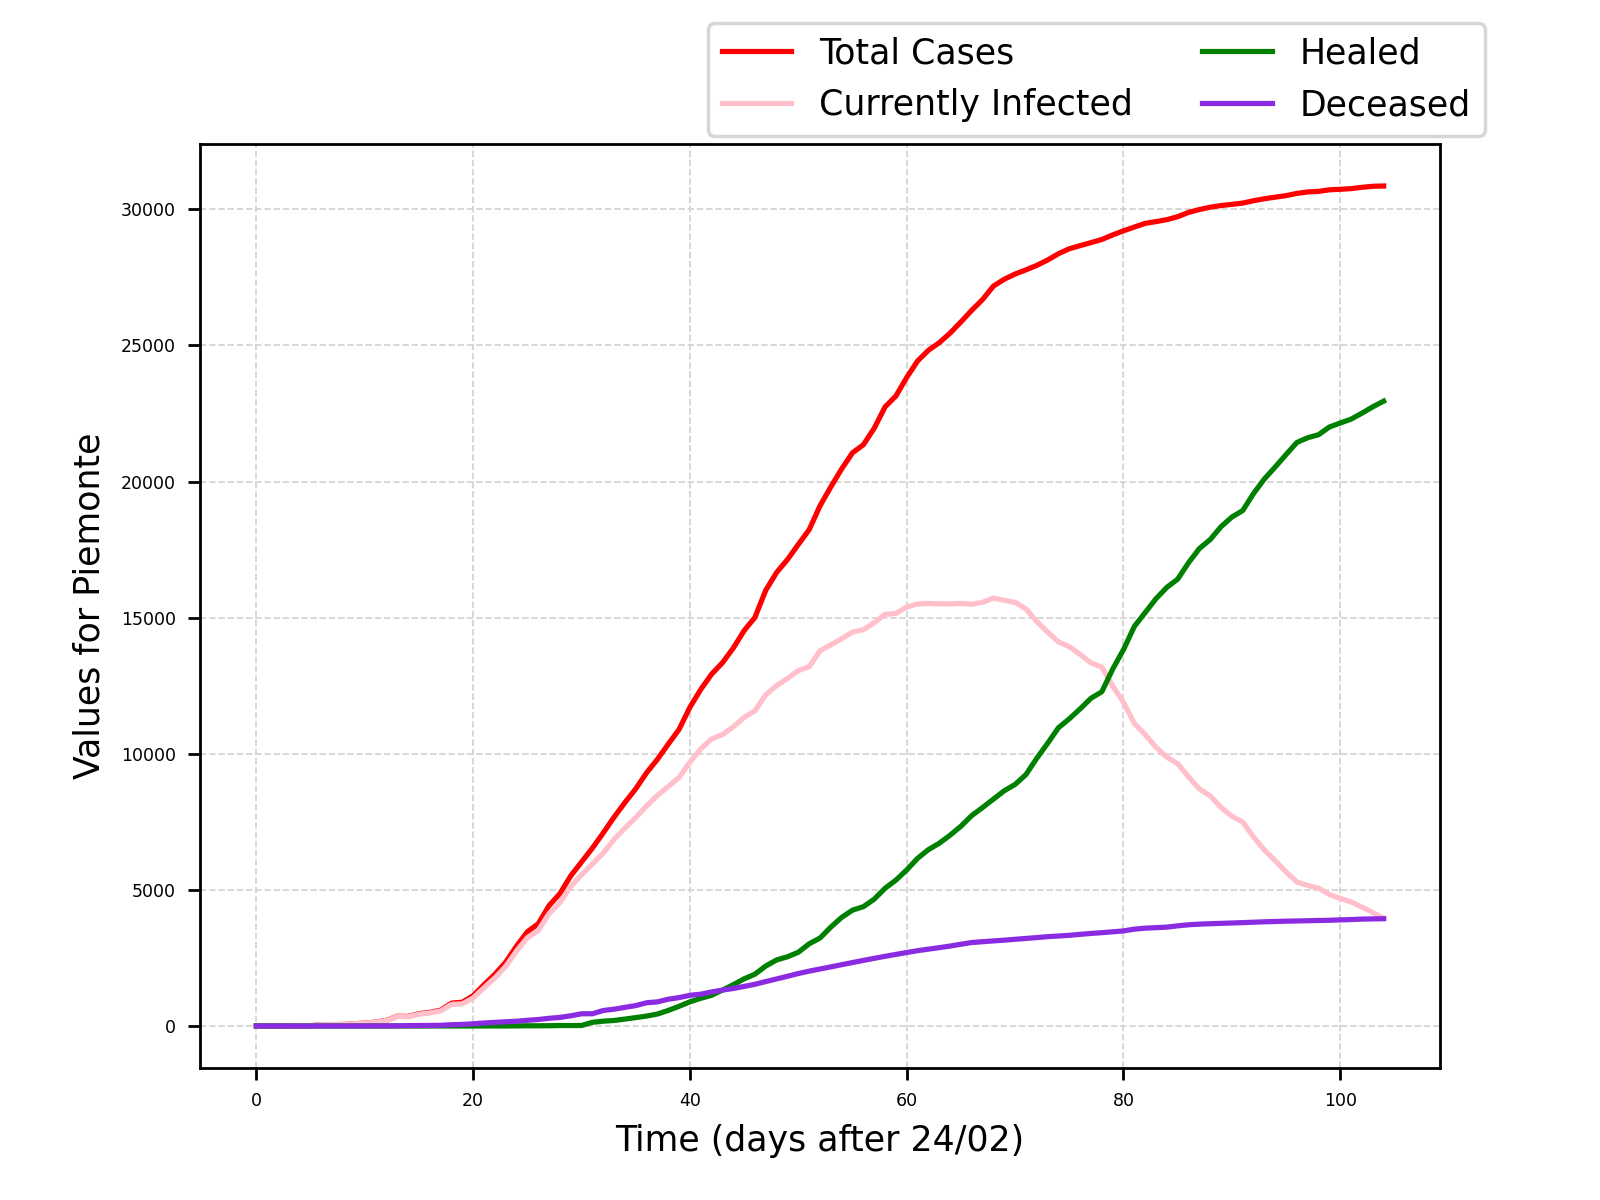 Total Cases
Currently Infected
Healed
Deceased
Values for Piemonte
30000
25000
20000
15000
10000
5000
0
0 20 40 60 80 100
Time (days after 24/02)